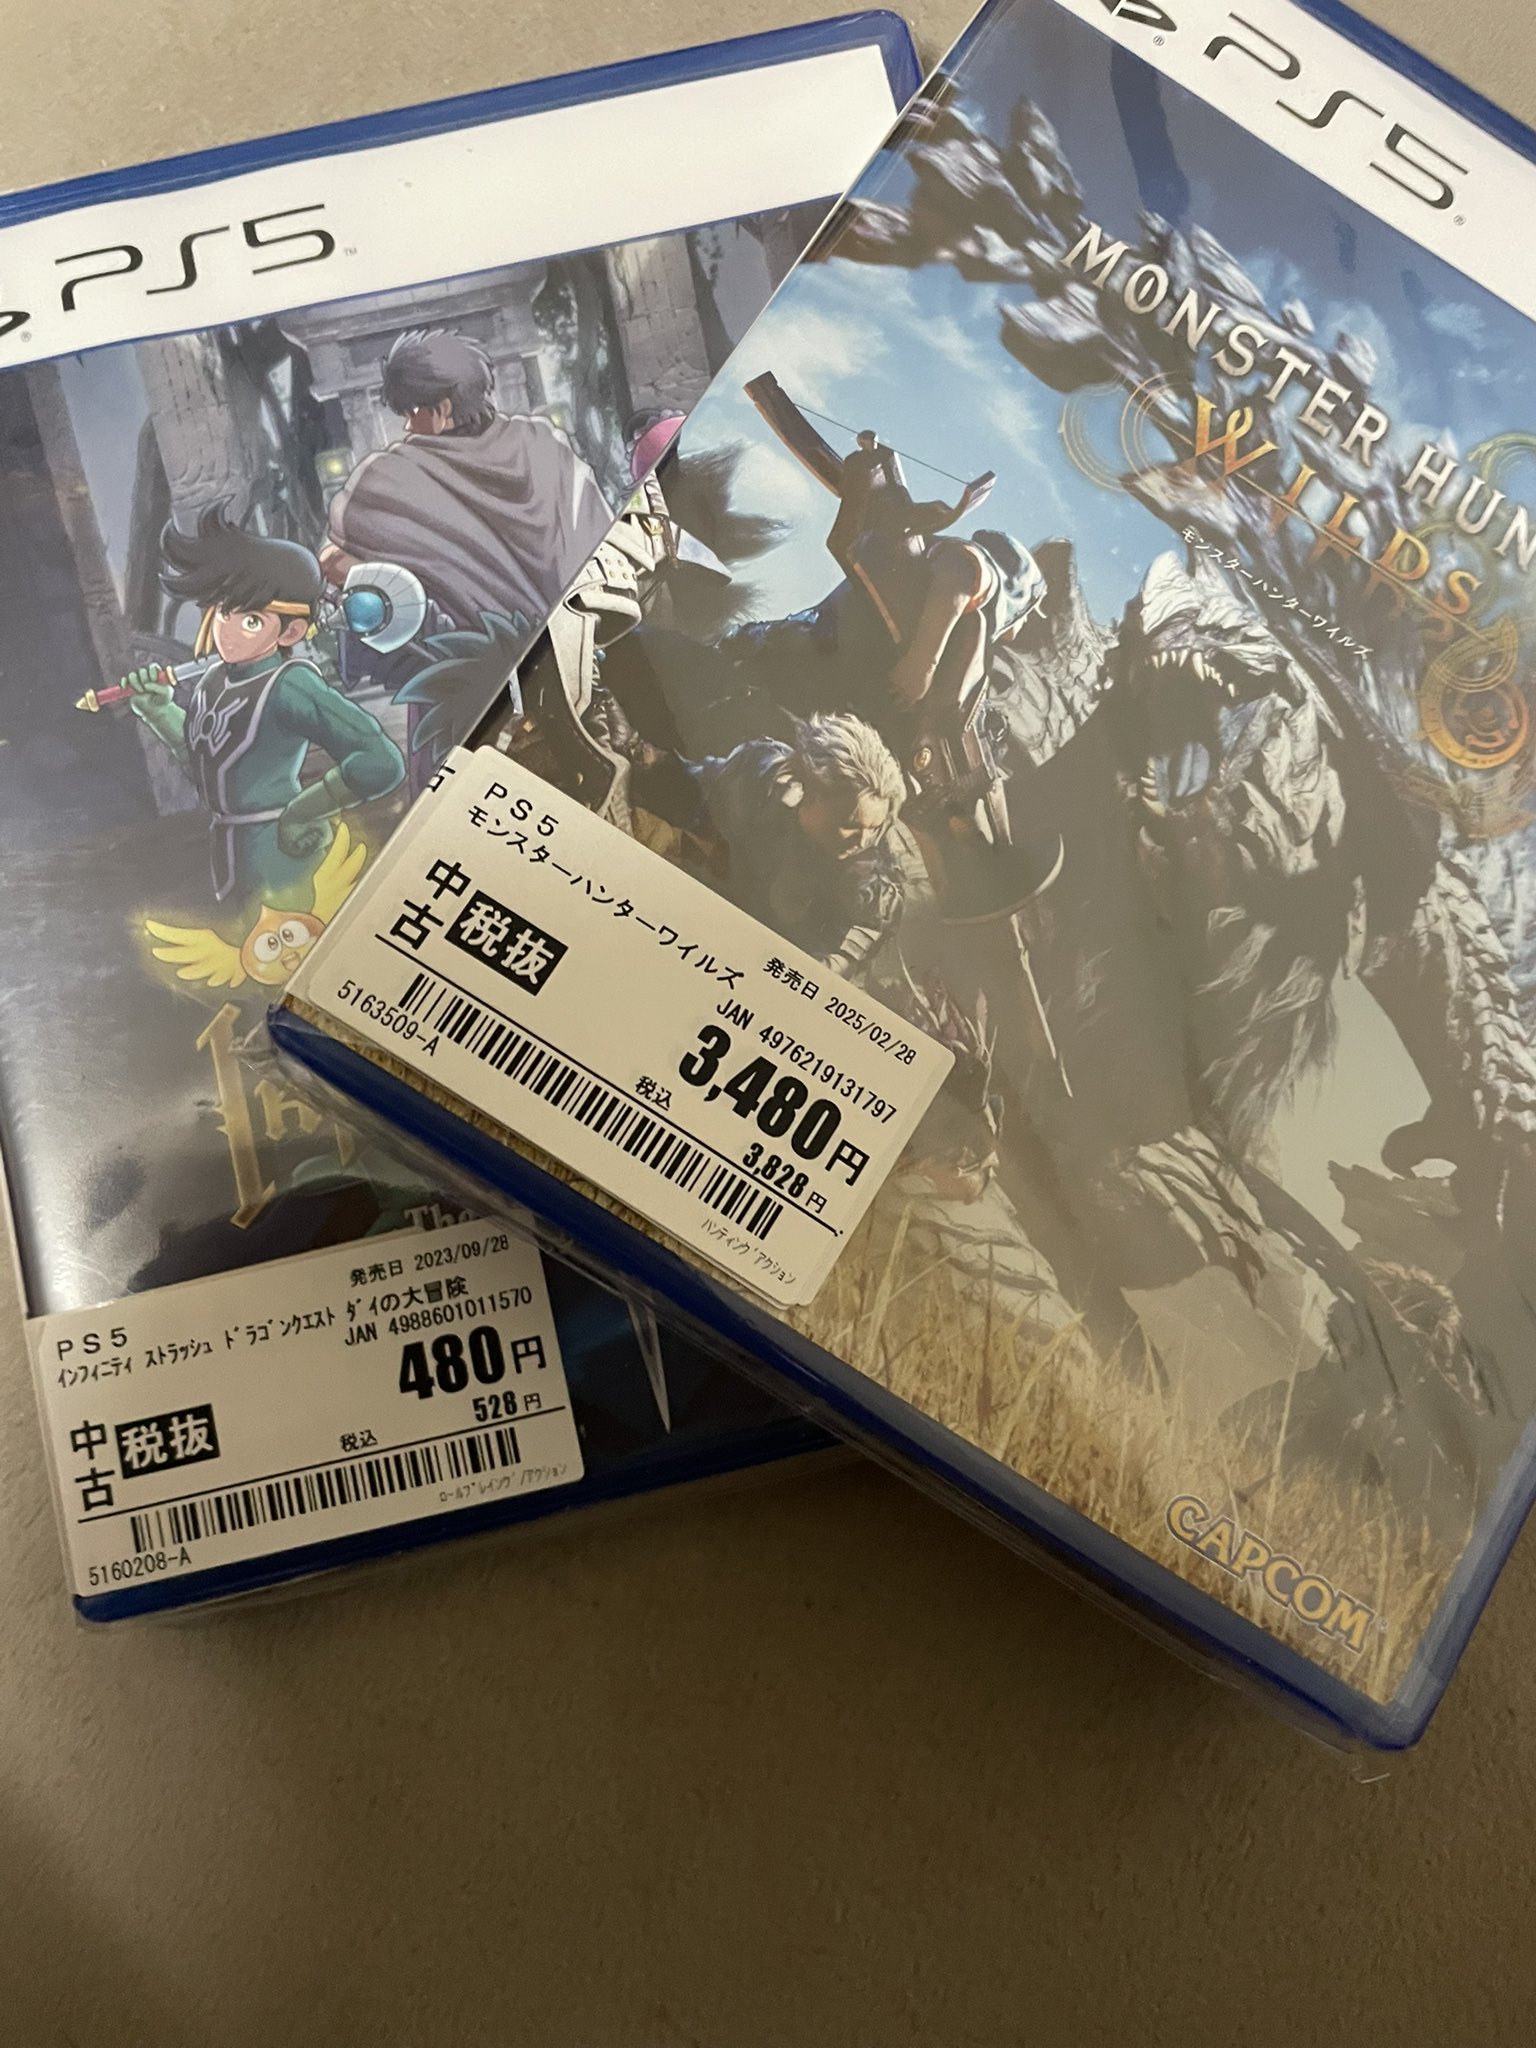 PS5
PS5
MONSTER HUN
WILDS
モンスターハンターワイルズ
PS5
モンスターハンターワイルズ
中古
税抜
発売日 2025/02/28
JAN 4976219131797
3,480円
税込
3,828円
5163509-A
ハンティング゙アクション
CAPCOM
The
発売日 2023/09/28
PS5
インフィニティ ストラッシュ ドラゴンクエスト ダイの大冒険
JAN 4988601011570
480円
中古
税抜
税込
528円
ロールプレイング/アクション
5160208-A